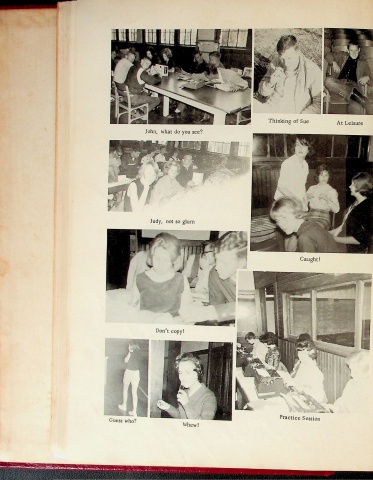 John, what do you see?
Thinking of Sue
At Leisure
Judy, not so glum
Caught!
Don't copy!
Guess who?
Whew!
Practice Session